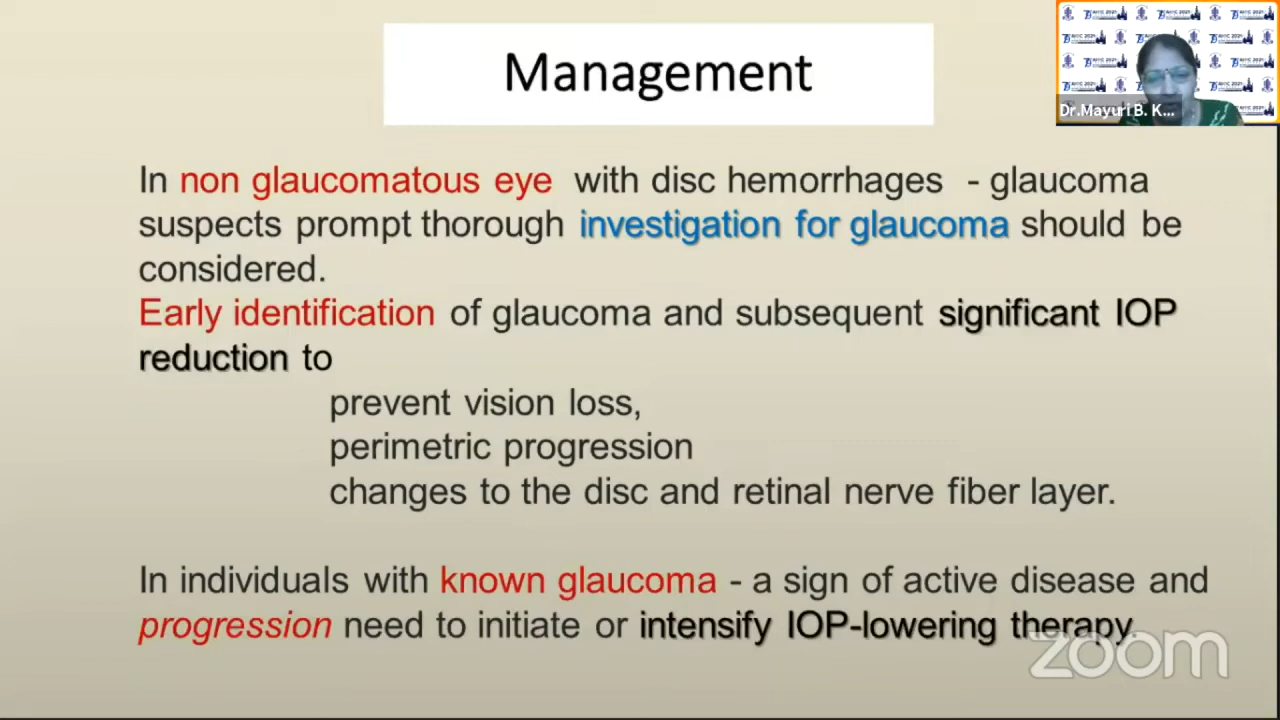 Management
In non glaucomatous eye with disc hemorrhages - glaucoma
suspects prompt thorough investigation for glaucoma should be
considered.
Early identification of glaucoma and subsequent significant IOP
reduction to
prevent vision loss,
perimetric progression
changes to the disc and retinal nerve fiber layer.
In individuals with known glaucoma - a sign of active disease and
progression need to initiate or intensify IOP-lowering therapy.
zoom
Dr.Mayuri B. K...